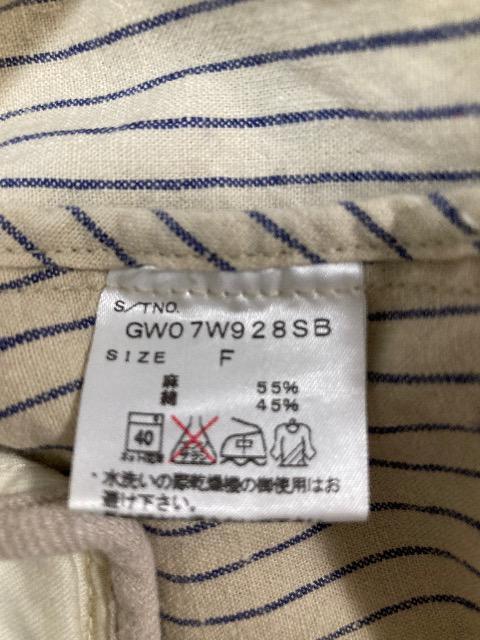 S/TNO.
GW07W928SB
SIZE F
麻 55%
綿 45%
40 中
・水洗いの際乾燥機の御使用はお
避け下さい。